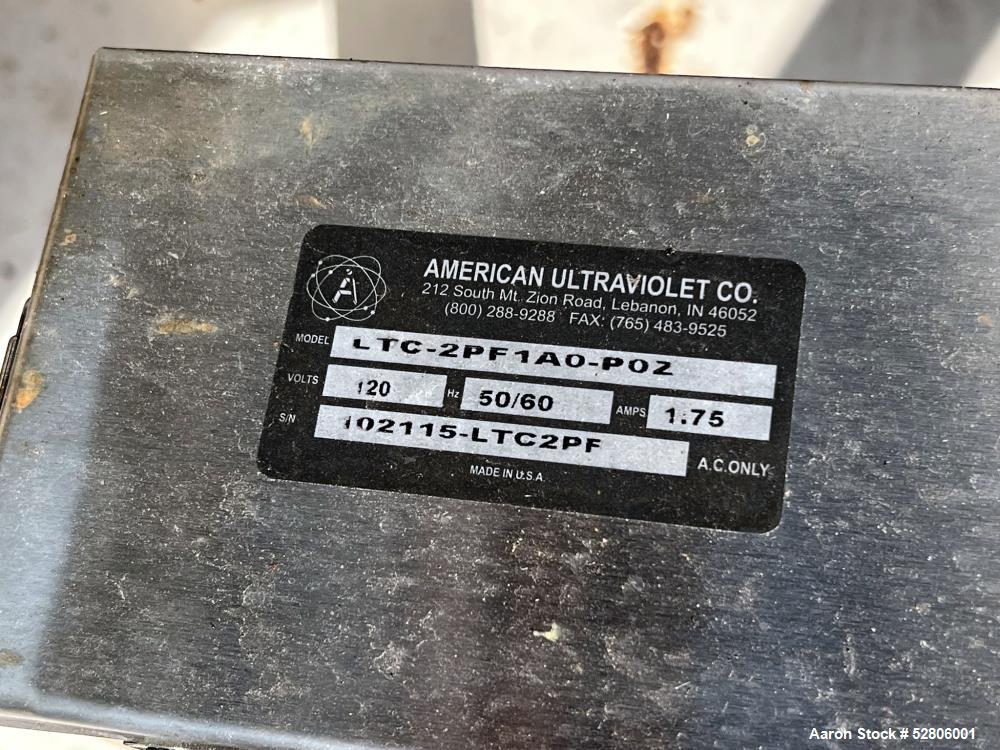 A
AMERICAN ULTRAVIOLET CO.
212 South Mt. Zion Road, Lebanon, IN 46052
(800) 288-9288 FAX: (765) 483-9525
MODEL LTC-2PF1A0-P0Z
VOLTS 120 Hz 50/60 AMPS 1.75
S/N 102115-LTC2PF A.C.ONLY
MADE IN U.S.A.
Aaron Stock # 52806001